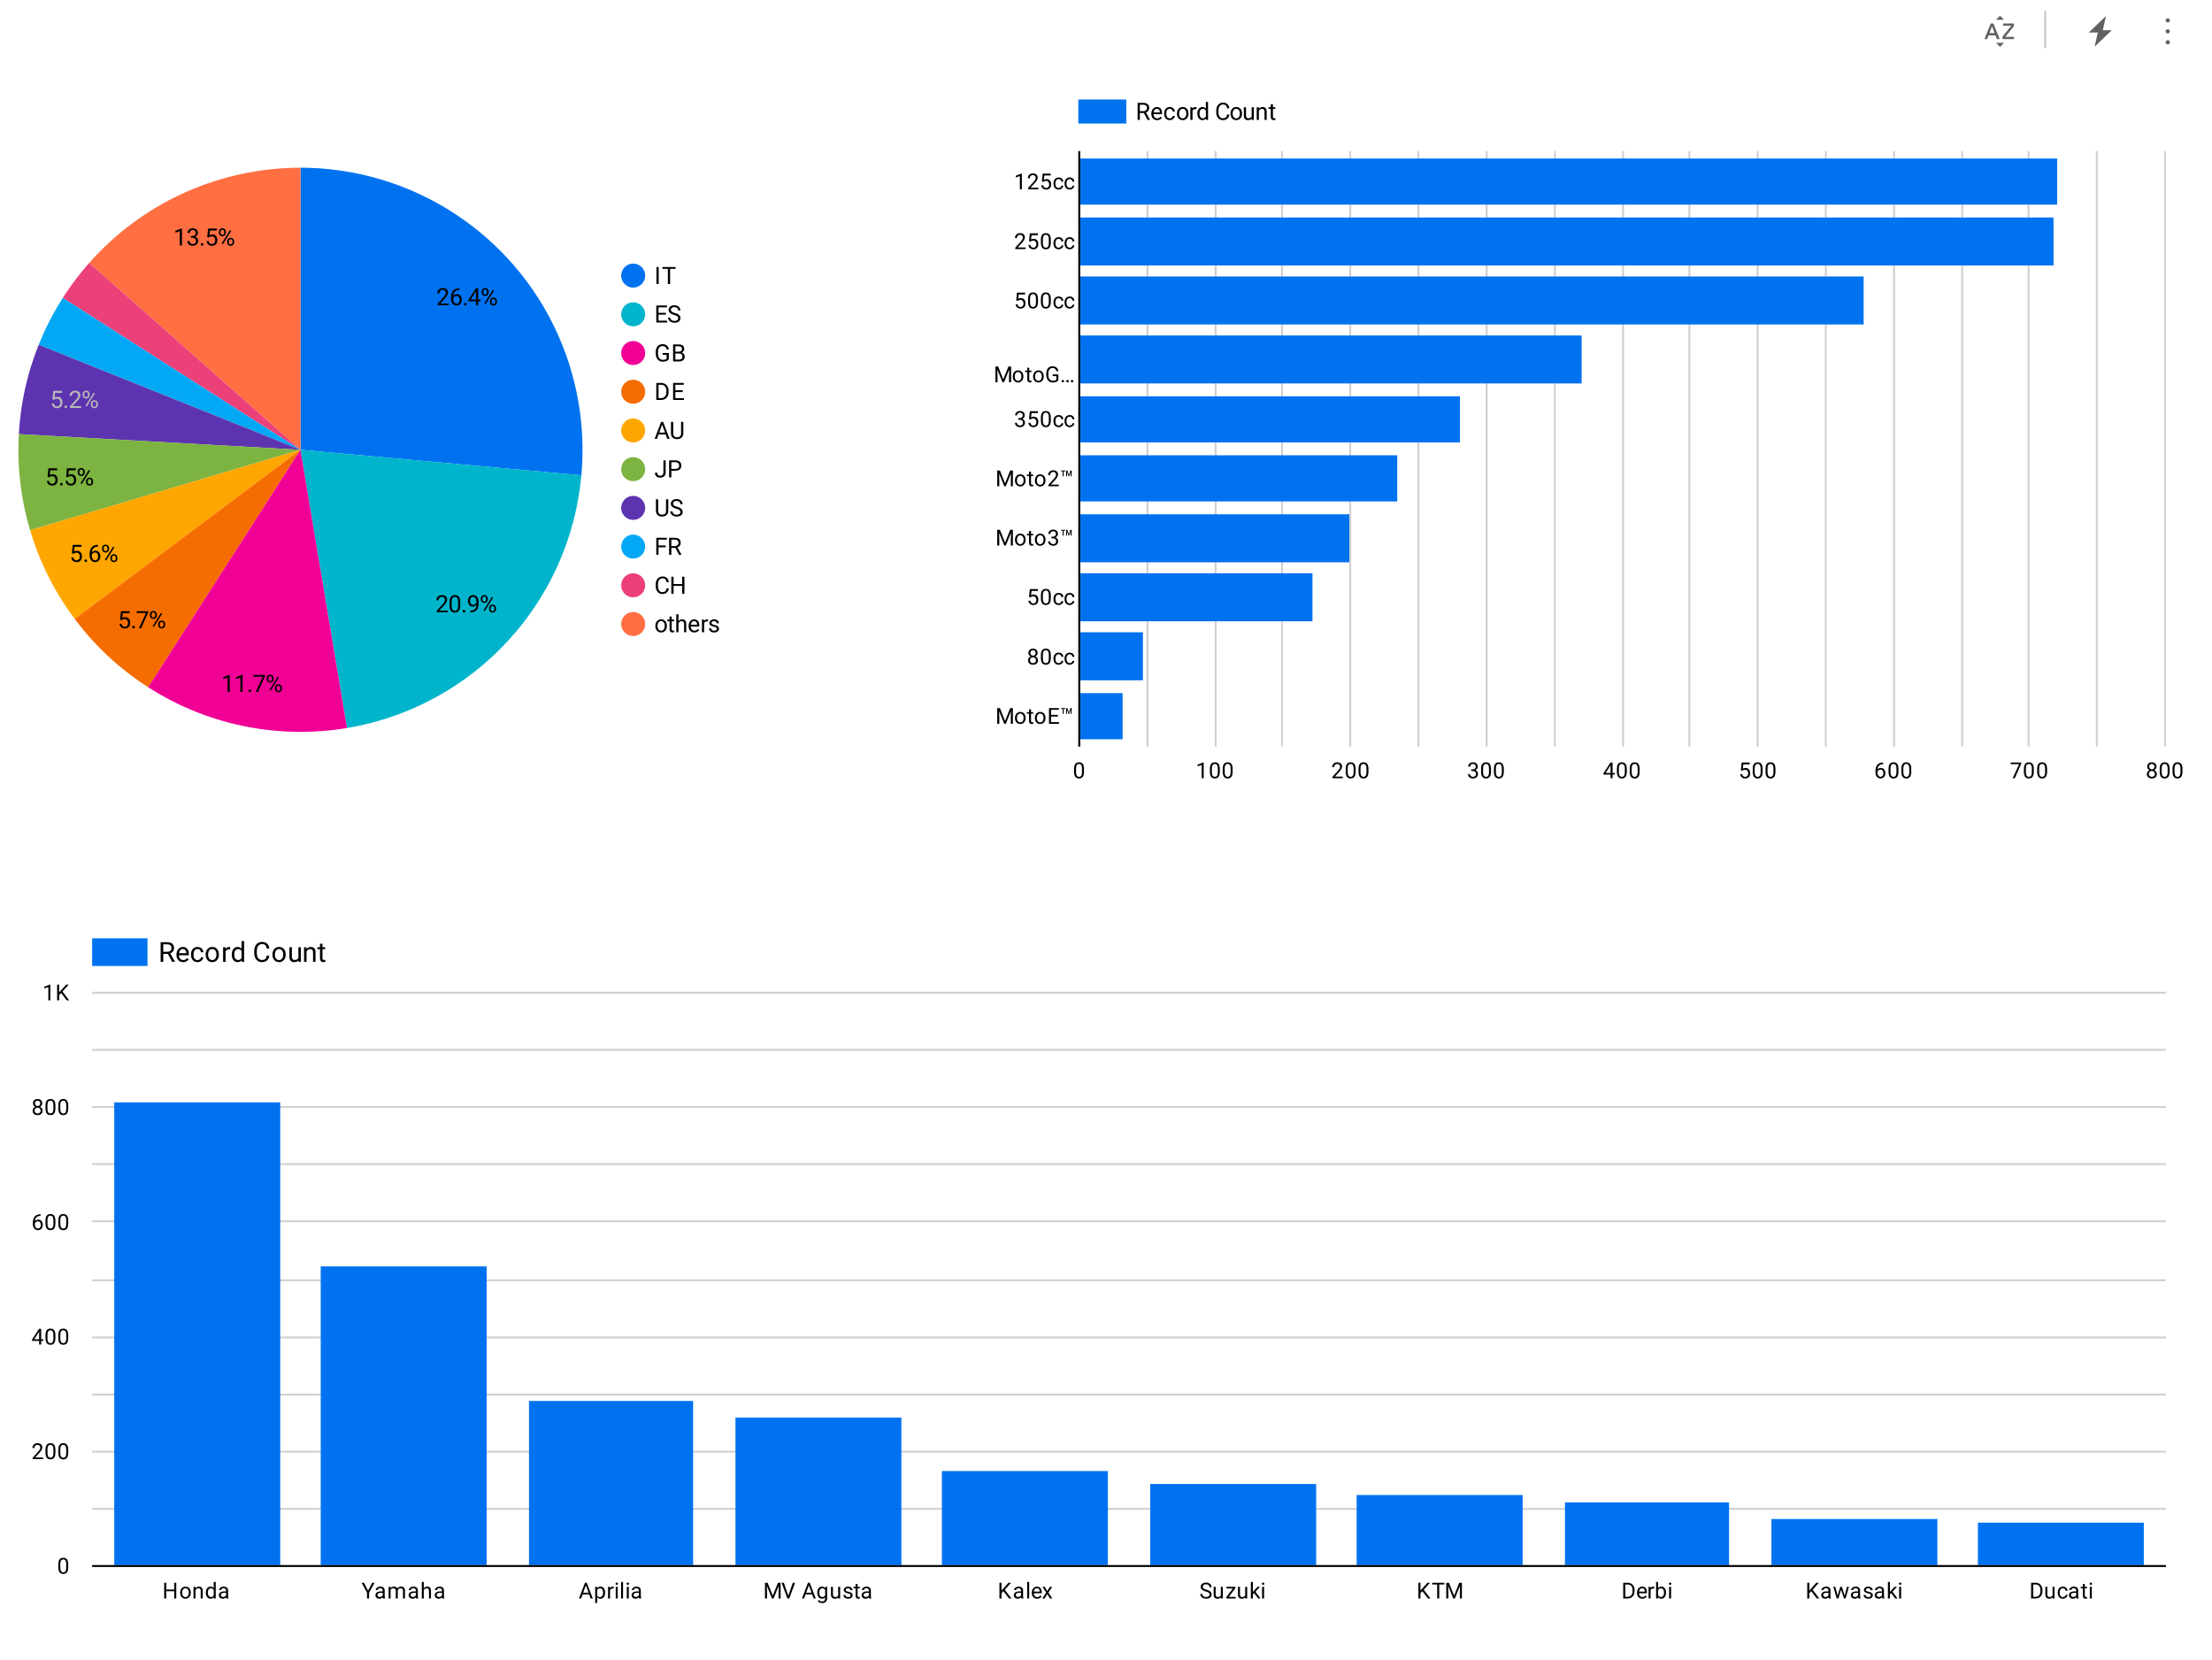 AZ
13.5%
26.4%
5.2%
5.5%
5.6%
5.7%
11.7%
20.9%
IT
ES
GB
DE
AU
JP
US
FR
CH
others
Record Count
125cc
250cc
500cc
MotoG...
350cc
Moto2™
Moto3™
50cc
80cc
MotoE™
0 100 200 300 400 500 600 700 800
Record Count
1K
800
600
400
200
0
Honda Yamaha Aprilia MV Agusta Kalex Suzuki KTM Derbi Kawasaki Ducati